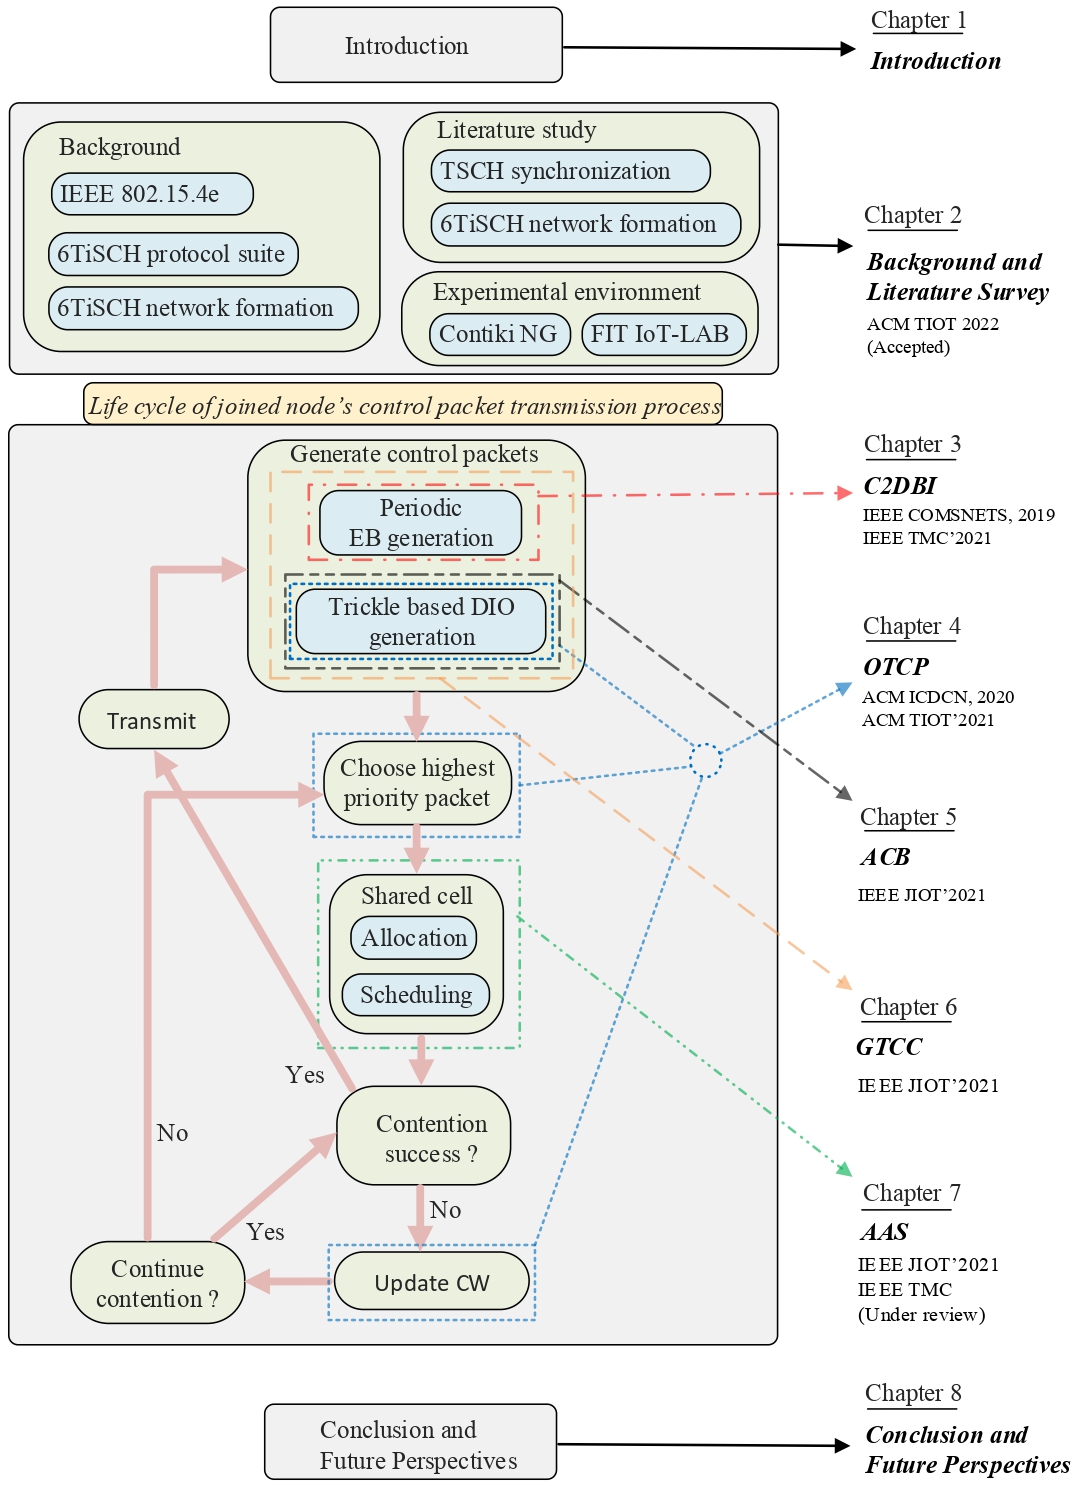 Introduction
Chapter 1
Introduction
Background
IEEE 802.15.4e
6TiSCH protocol suite
6TiSCH network formation
Literature study
TSCH synchronization
6TiSCH network formation
Experimental environment
Contiki NG
FIT IoT-LAB
Chapter 2
Background and
Literature Survey
ACM TIOT 2022
(Accepted)
Life cycle of joined node's control packet transmission process
Generate control packets
Periodic
EB generation
Trickle based DIO
generation
Transmit
Choose highest
priority packet
Shared cell
Allocation
Scheduling
Yes
No
Contention
success ?
No
Yes
Continue
contention ?
Update CW
Chapter 3
C2DBI
IEEE COMSNETS, 2019
IEEE TMC'2021
Chapter 4
OTCP
ACM ICDCN, 2020
ACM TIOT'2021
Chapter 5
ACB
IEEE JIOT'2021
Chapter 6
GTCC
IEEE JIOT'2021
Chapter 7
AAS
IEEE JIOT'2021
IEEE TMC
(Under review)
Conclusion and
Future Perspectives
Chapter 8
Conclusion and
Future Perspectives